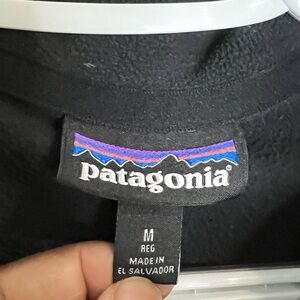 patagonia®
M
REG
MADE IN
EL SALVADOR